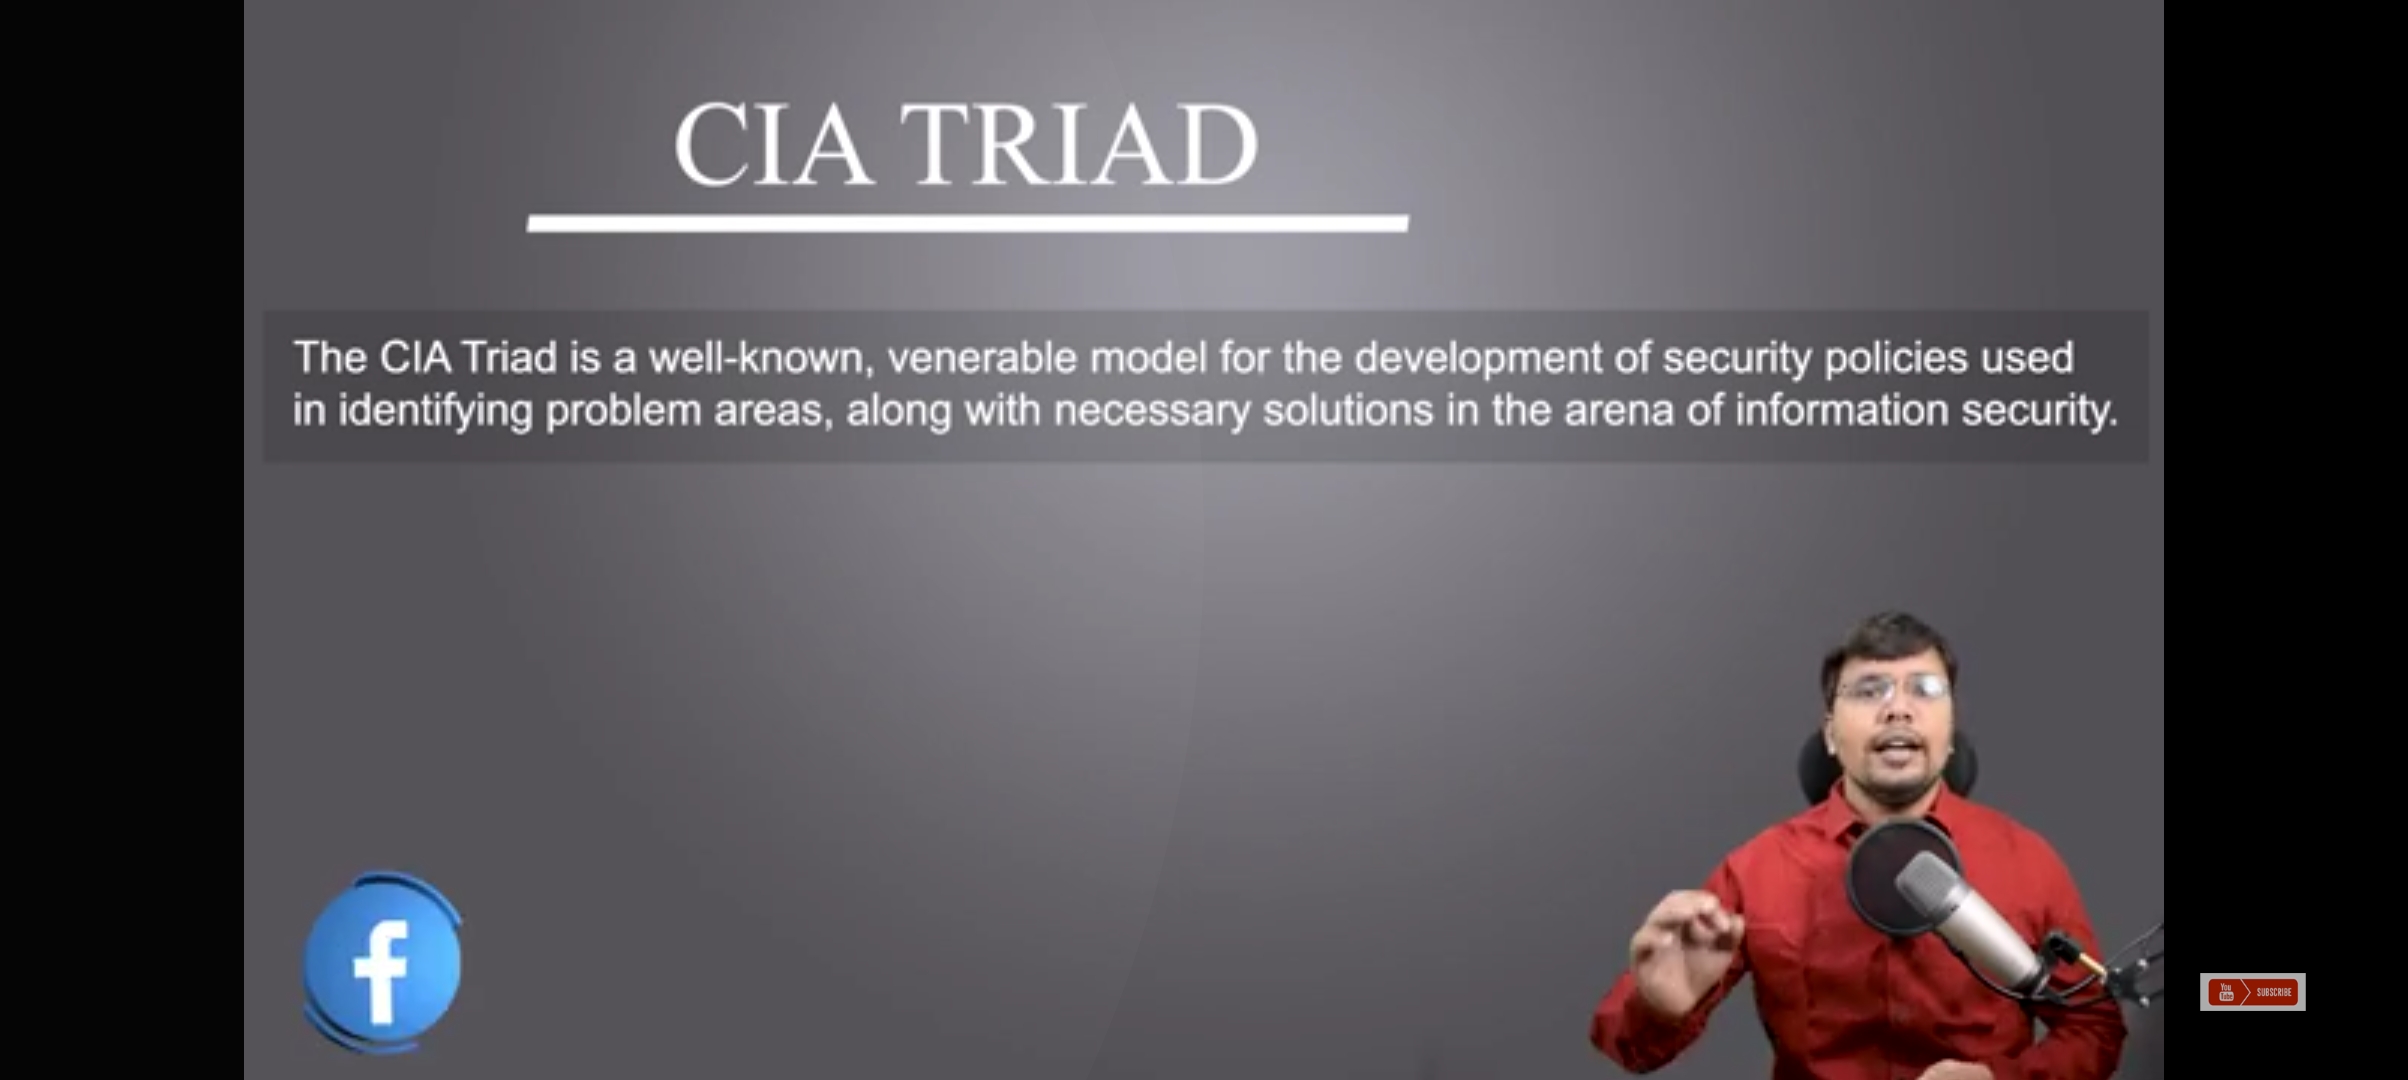 CIA TRIAD
The CIA Triad is a well-known, venerable model for the development of security policies used
in identifying problem areas, along with necessary solutions in the arena of information security.
f
You
Tube
SUBSCRIBE